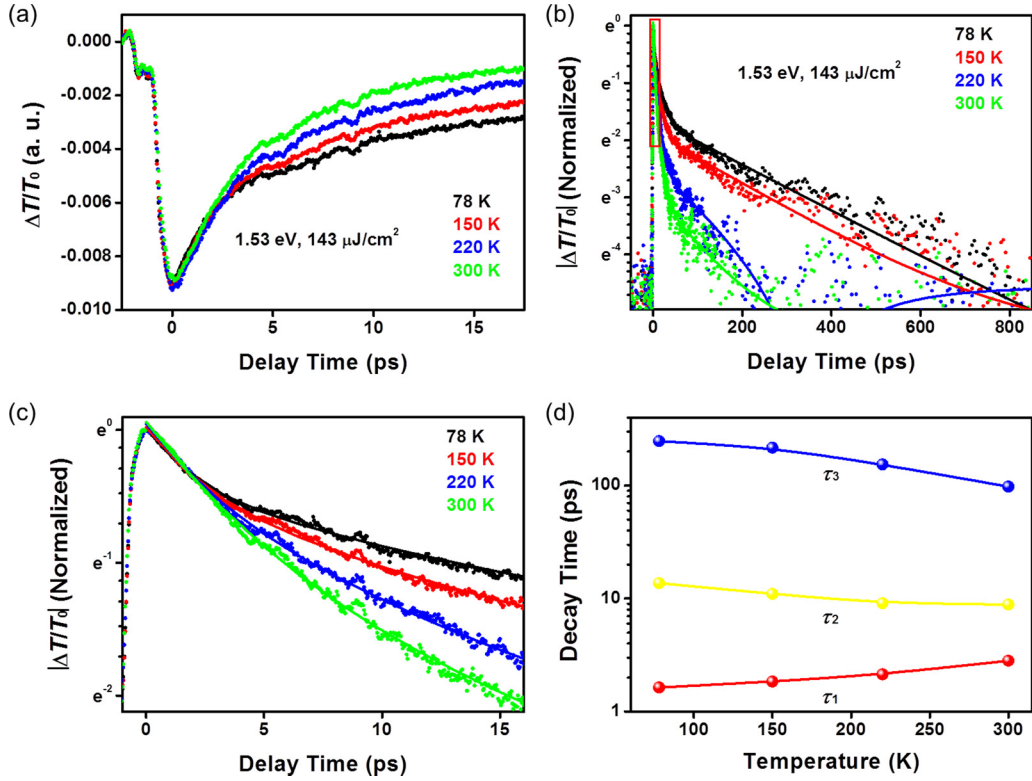 (a)
ΔT/T₀ (a. u.)
0.000
-0.002
-0.004
-0.006
-0.008
-0.010
1.53 eV, 143 μJ/cm²
78 K
150 K
220 K
300 K
0
5
10
15
Delay Time (ps)
(b)
|ΔT/T₀| (Normalized)
e⁰
e⁻¹
e⁻²
e⁻³
e⁻⁴
1.53 eV, 143 μJ/cm²
78 K
150 K
220 K
300 K
0
200
400
600
800
Delay Time (ps)
(c)
|ΔT/T₀| (Normalized)
e⁰
e⁻¹
e⁻²
78 K
150 K
220 K
300 K
0
5
10
15
Delay Time (ps)
(d)
Decay Time (ps)
100
10
1
τ₃
τ₂
τ₁
100
150
200
250
300
Temperature (K)